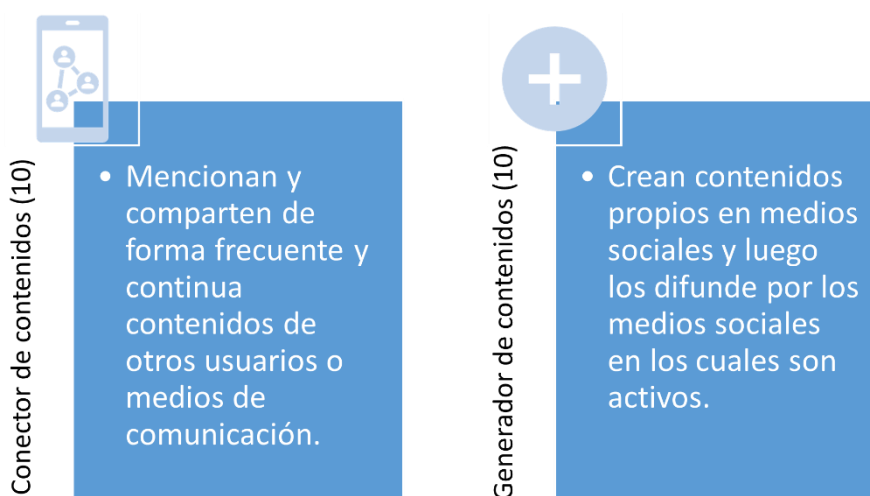 Conector de contenidos (10)
• Mencionan y
comparten de
forma frecuente y
continua
contenidos de
otros usuarios o
medios de
comunicación.
Generador de contenidos (10)
• Crean contenidos
propios en medios
sociales y luego
los difunde por los
medios sociales
en los cuales son
activos.